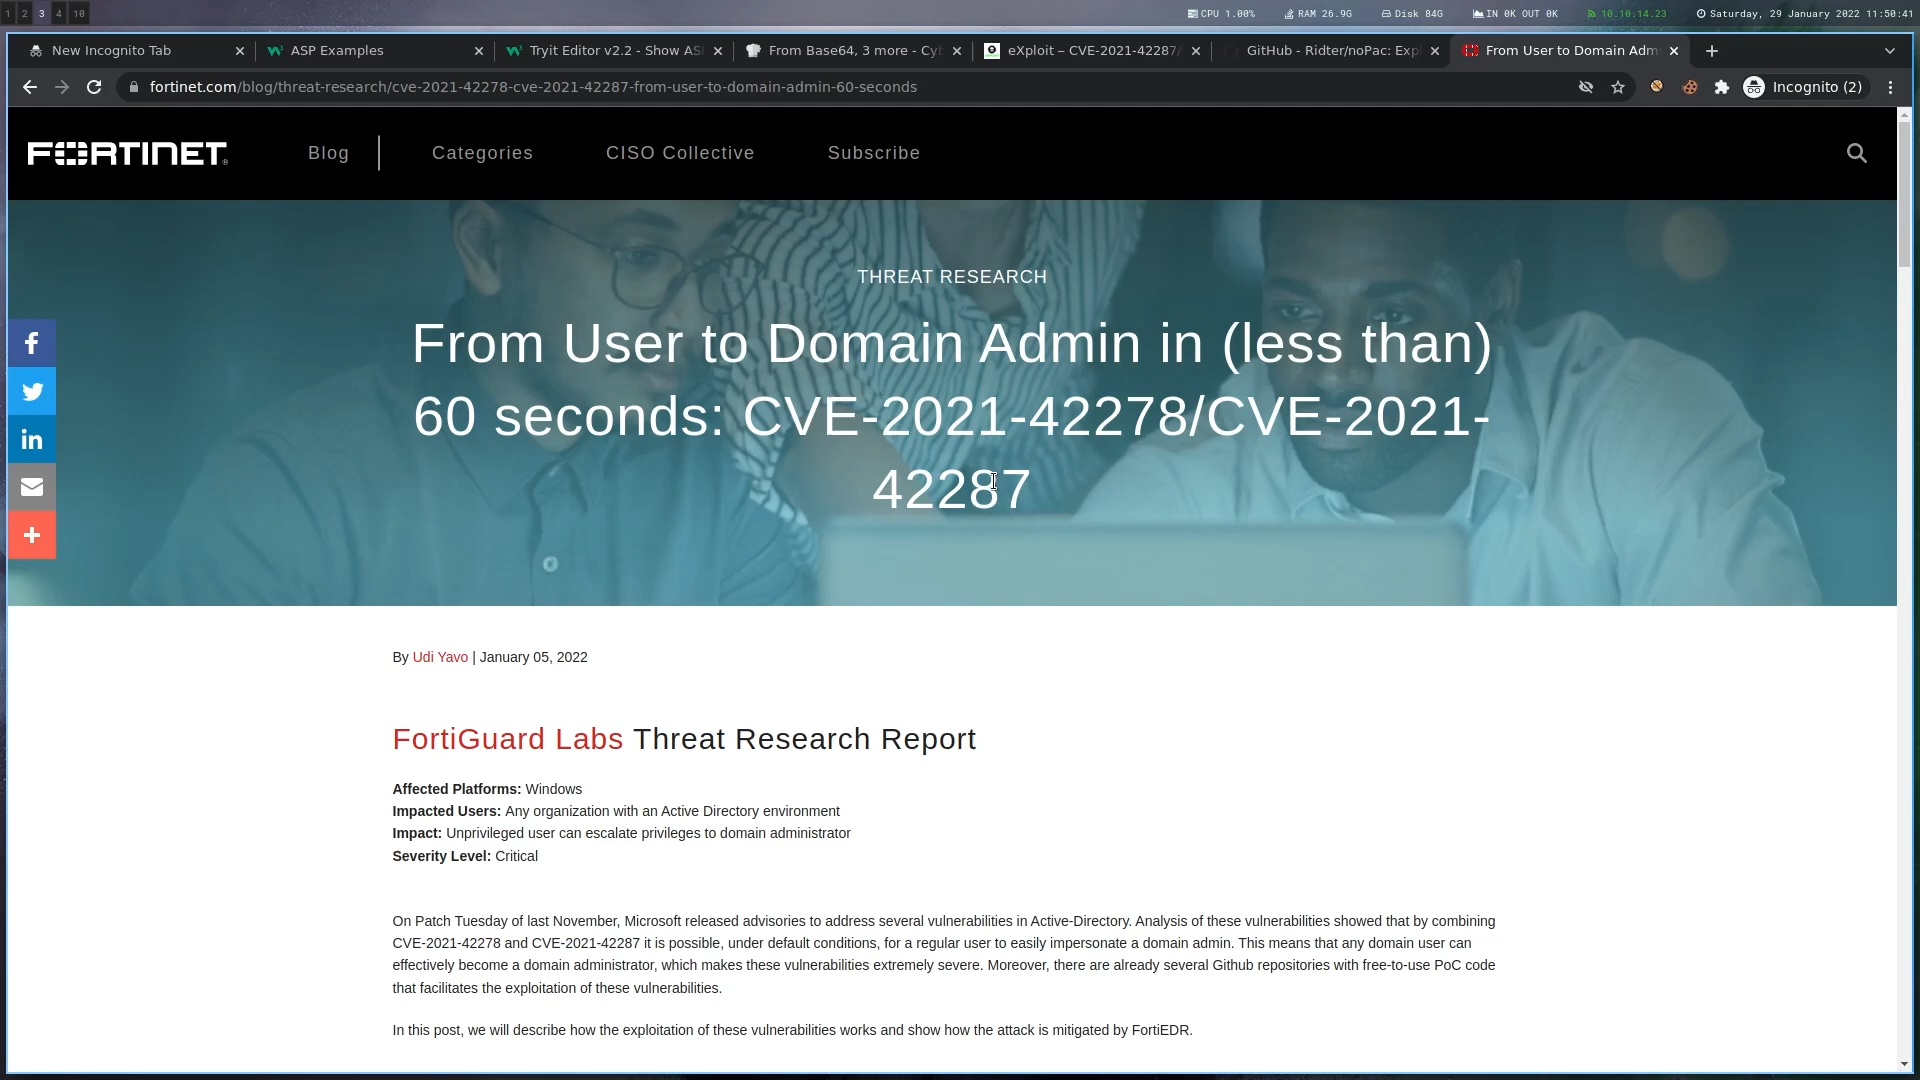 1 2 3 4 10
CPU 1.00% RAM 26.9G Disk 84G IN 0K OUT 0K 10.10.14.23 Saturday, 29 January 2022 11:50:41
New Incognito Tab
ASP Examples
Tryit Editor v2.2 - Show AS
From Base64, 3 more - Cyb
eXploit – CVE-2021-42287/
GitHub - Ridter/noPac: Exp
From User to Domain Adm
fortinet.com/blog/threat-research/cve-2021-42278-cve-2021-42287-from-user-to-domain-admin-60-seconds
Incognito (2)
FORTINET
Blog
Categories
CISO Collective
Subscribe
THREAT RESEARCH
From User to Domain Admin in (less than)
60 seconds: CVE-2021-42278/CVE-2021-
42287
By Udi Yavo | January 05, 2022
FortiGuard Labs Threat Research Report
Affected Platforms: Windows
Impacted Users: Any organization with an Active Directory environment
Impact: Unprivileged user can escalate privileges to domain administrator
Severity Level: Critical
On Patch Tuesday of last November, Microsoft released advisories to address several vulnerabilities in Active-Directory. Analysis of these vulnerabilities showed that by combining
CVE-2021-42278 and CVE-2021-42287 it is possible, under default conditions, for a regular user to easily impersonate a domain admin. This means that any domain user can
effectively become a domain administrator, which makes these vulnerabilities extremely severe. Moreover, there are already several Github repositories with free-to-use PoC code
that facilitates the exploitation of these vulnerabilities.
In this post, we will describe how the exploitation of these vulnerabilities works and show how the attack is mitigated by FortiEDR.